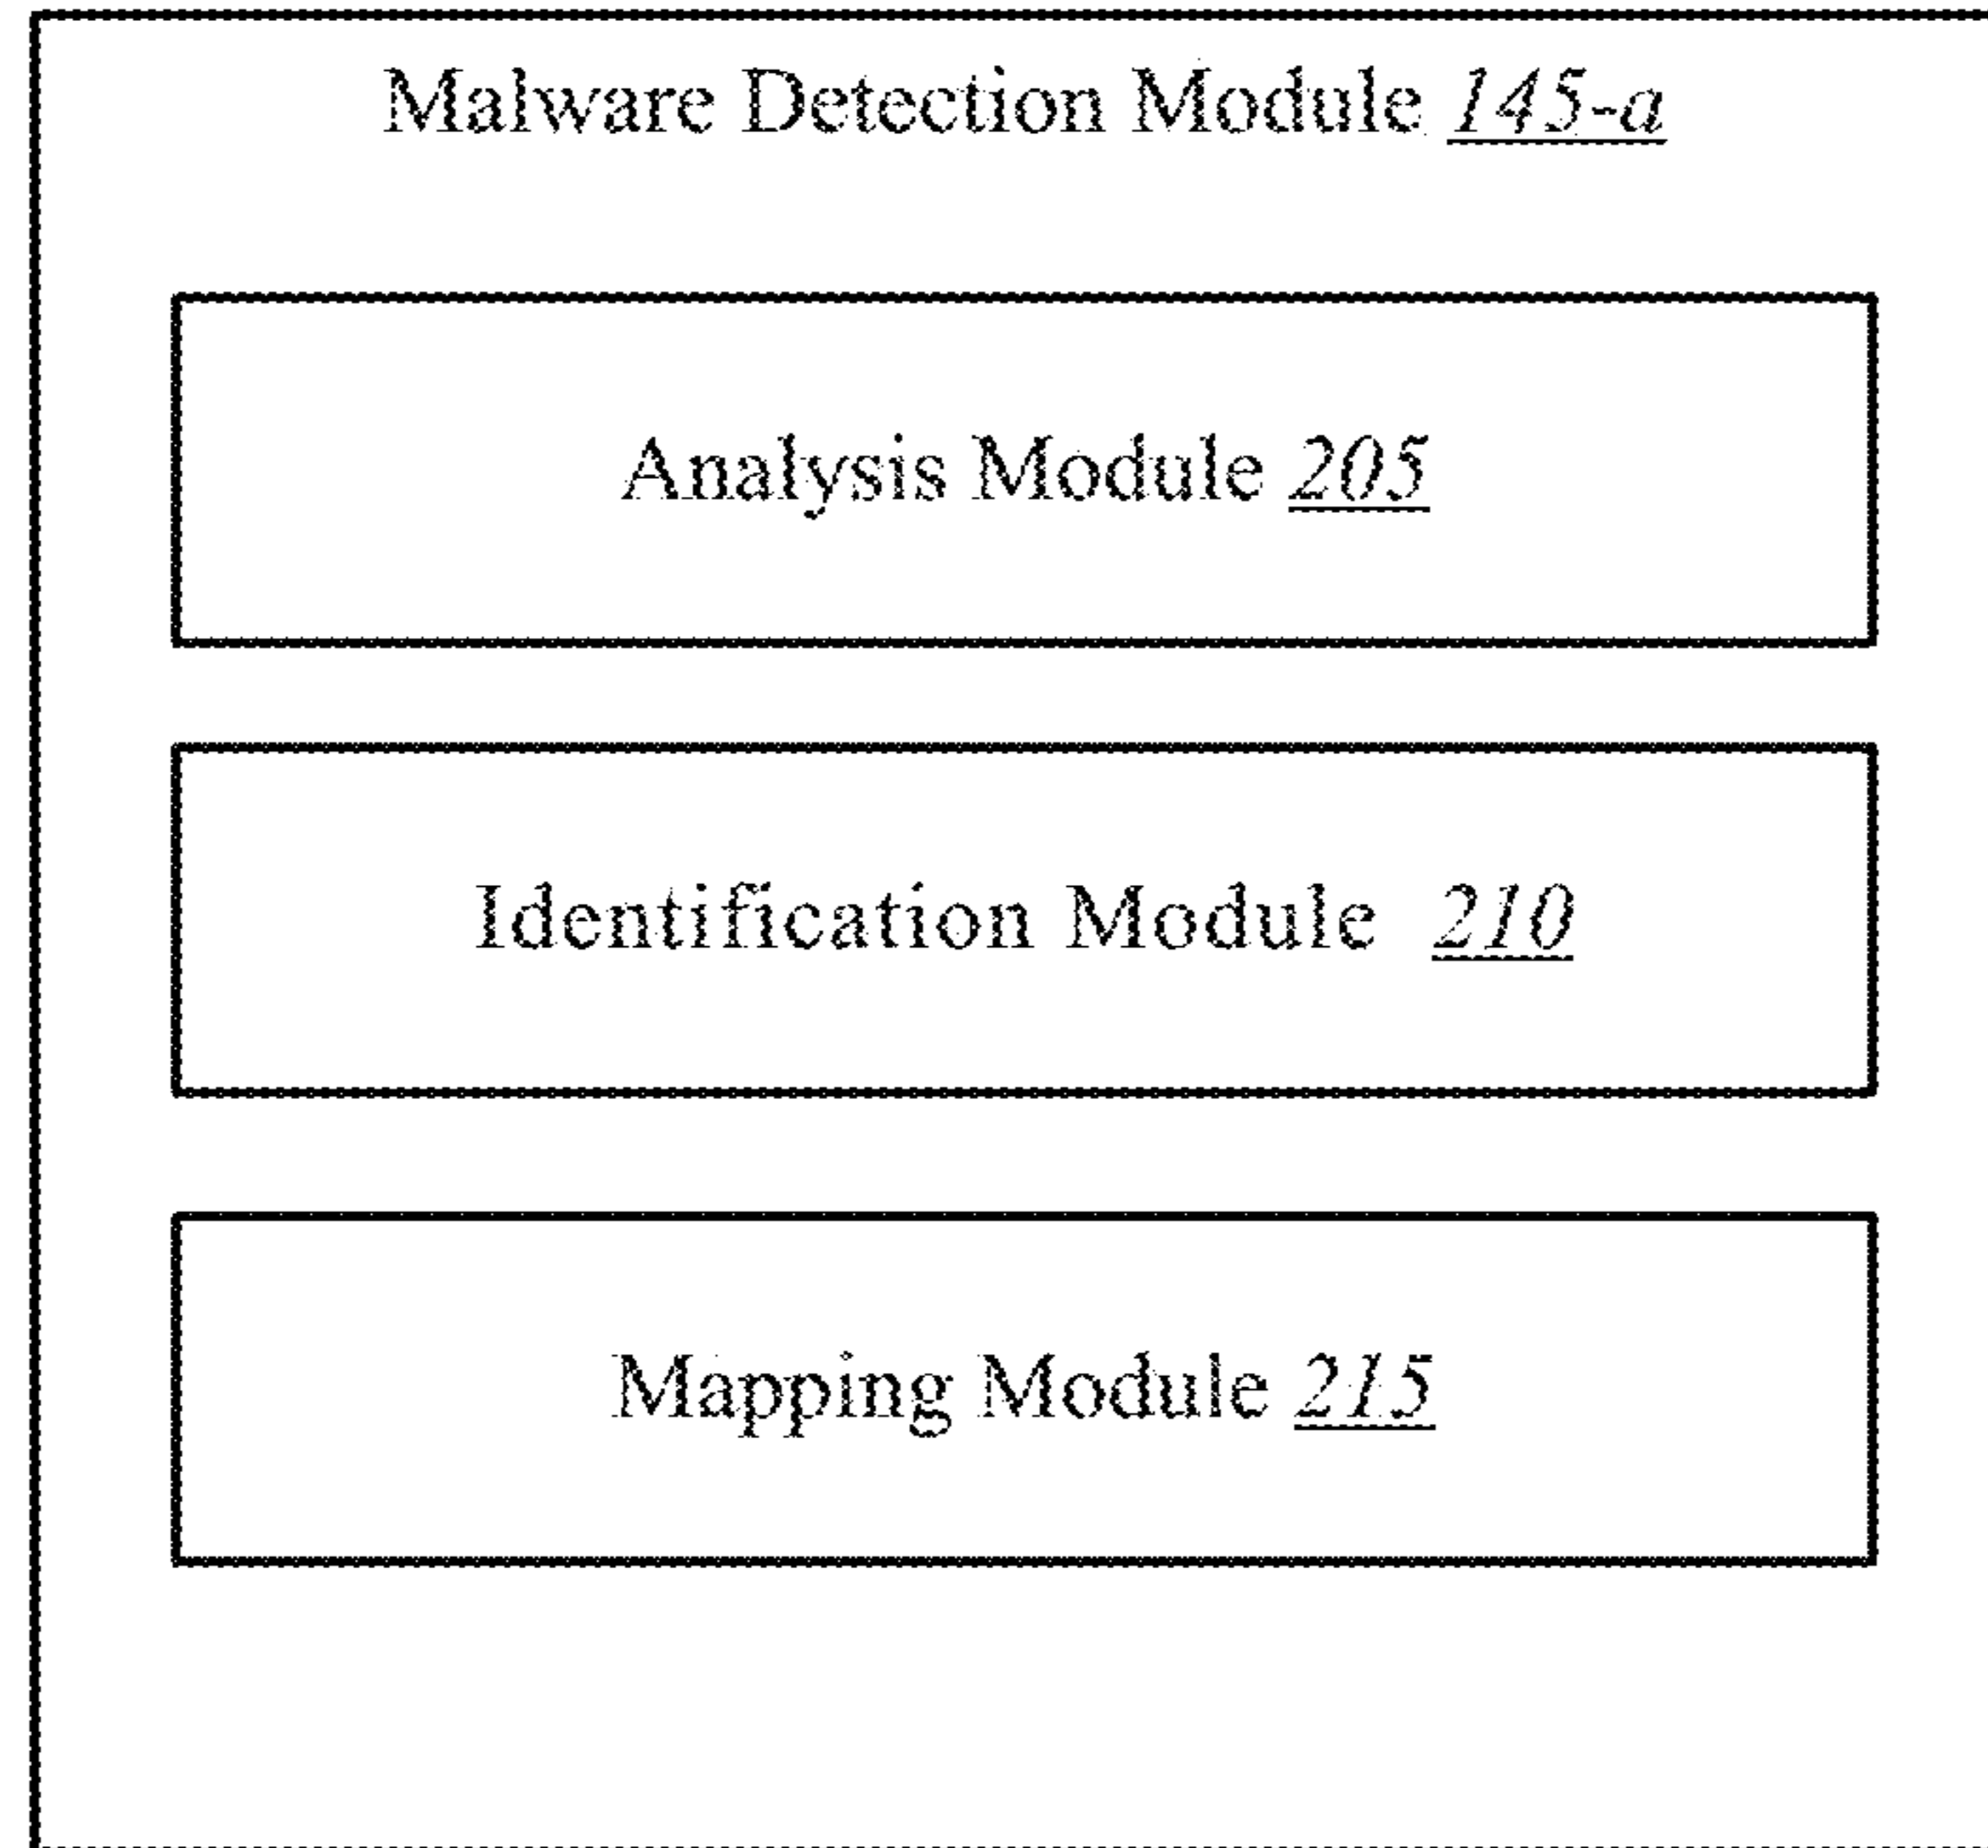 Malware Detection Module 145-a
Analysis Module 205
Identification Module 210
Mapping Module 215